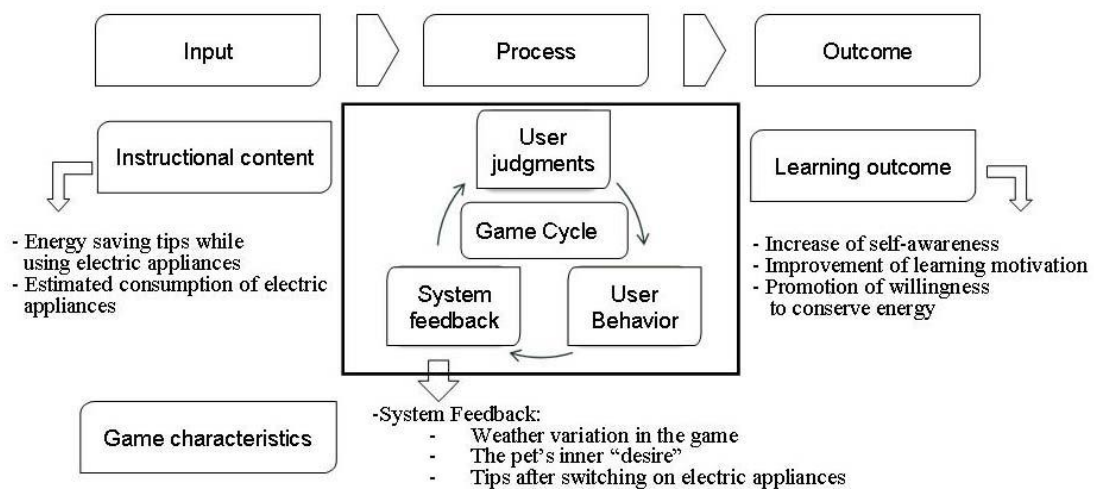 Input
Process
Outcome
Instructional content
- Energy saving tips while
using electric appliances
- Estimated consumption of electric
appliances
Game characteristics
User
judgments
Game Cycle
System
feedback
User
Behavior
-System Feedback:
- Weather variation in the game
- The pet's inner “desire”
- Tips after switching on electric appliances
Learning outcome
- Increase of self-awareness
- Improvement of learning motivation
- Promotion of willingness
to conserve energy